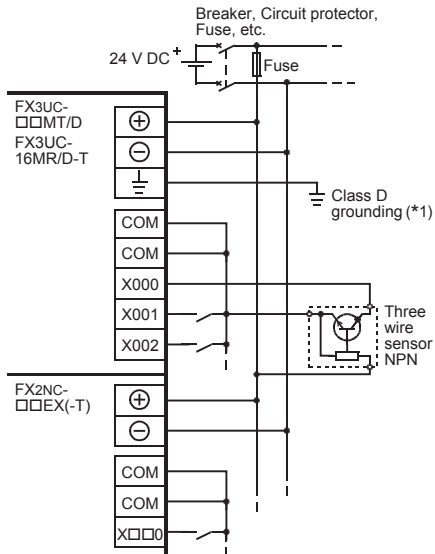 Breaker, Circuit protector,
Fuse, etc.
24 V DC +
Fuse
FX3UC-
□□MT/D
FX3UC-
16MR/D-T
Class D
grounding (*1)
COM
COM
X000
X001
X002
Three
wire
sensor
NPN
FX2NC-
□□EX(-T)
COM
COM
X□□0